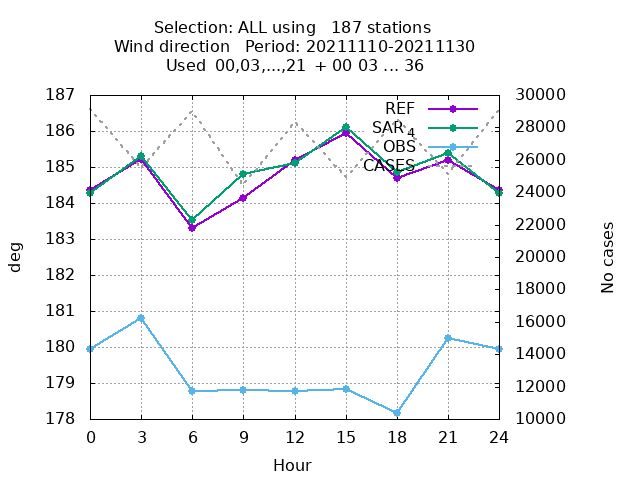 Selection: ALL using   187 stations
Wind direction   Period: 20211110-20211130
Used  00,03,...,21  + 00 03 ... 36
187
186
185
184
183
182
181
180
179
178
deg
30000
28000
26000
24000
22000
20000
18000
16000
14000
12000
10000
No cases
REF
SAR_4
OBS
CASES
0 3 6 9 12 15 18 21 24
Hour